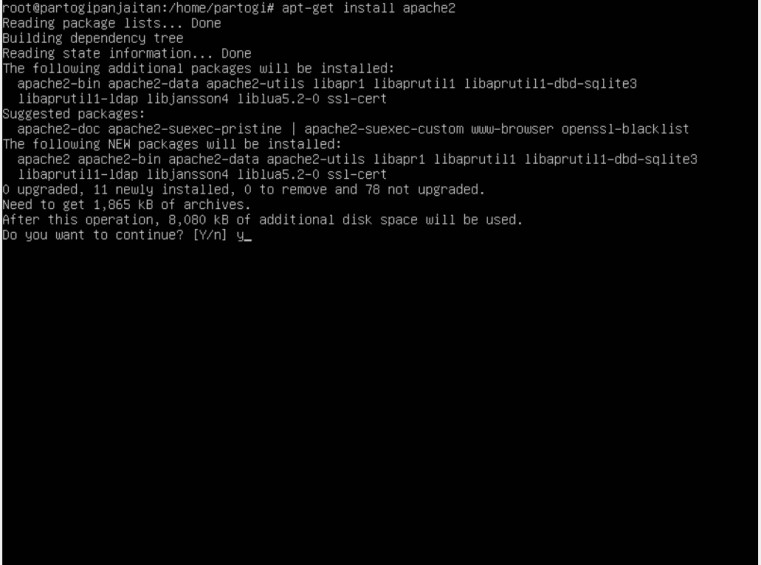 root@partogipanjaitan:/home/partogi# apt-get install apache2
Reading package lists... Done
Building dependency tree
Reading state information... Done
The following additional packages will be installed:
  apache2-bin apache2-data apache2-utils libapr1 libaprutil1 libaprutil1-dbd-sqlite3
  libaprutil1-ldap libjansson4 liblua5.2-0 ssl-cert
Suggested packages:
  apache2-doc apache2-suexec-pristine | apache2-suexec-custom www-browser openssl-blacklist
The following NEW packages will be installed:
  apache2 apache2-bin apache2-data apache2-utils libapr1 libaprutil1 libaprutil1-dbd-sqlite3
  libaprutil1-ldap libjansson4 liblua5.2-0 ssl-cert
0 upgraded, 11 newly installed, 0 to remove and 78 not upgraded.
Need to get 1,865 kB of archives.
After this operation, 8,080 kB of additional disk space will be used.
Do you want to continue? [Y/n] y_